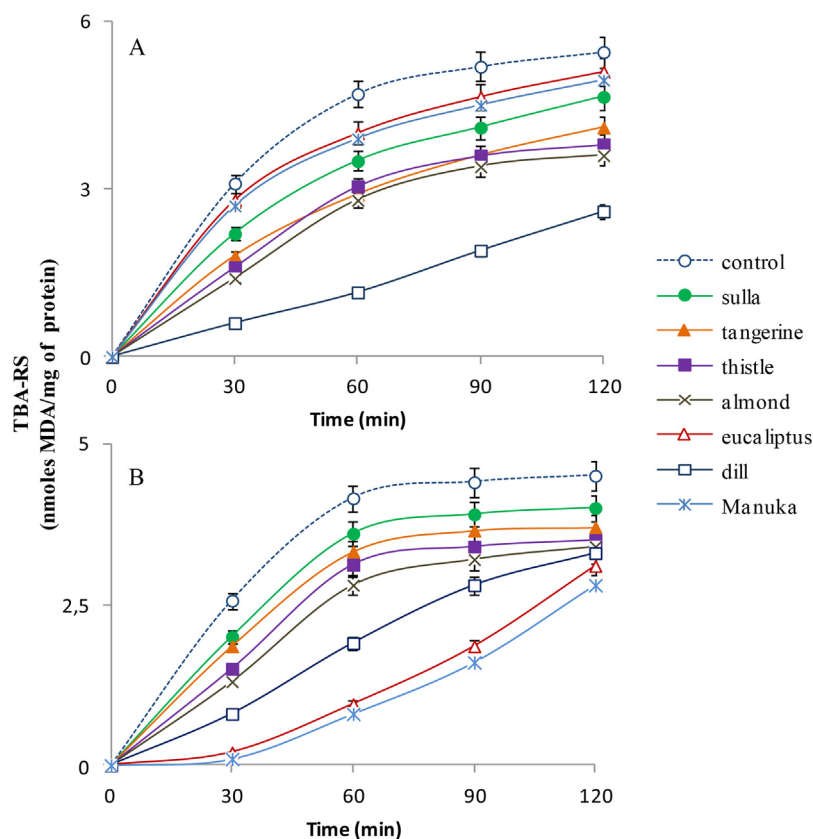 6
A
3
0
0 30 60 90 120
Time (min)
TBA-RS
(nmoles MDA/mg of protein)
5
B
2,5
0
0 30 60 90 120
Time (min)
control
sulla
tangerine
thistle
almond
eucaliptus
dill
Manuka